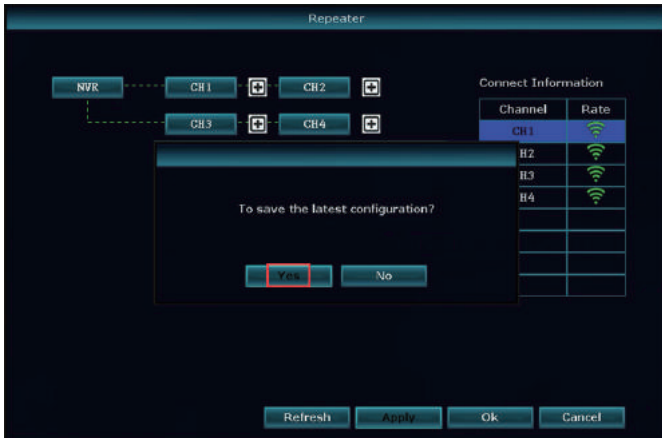 Repeater
NVR CH1 CH2
CH3 CH4
Connect Information
Channel Rate
CH1
H2
H3
H4
To save the latest configuration?
Yes No
Refresh Apply Ok Cancel